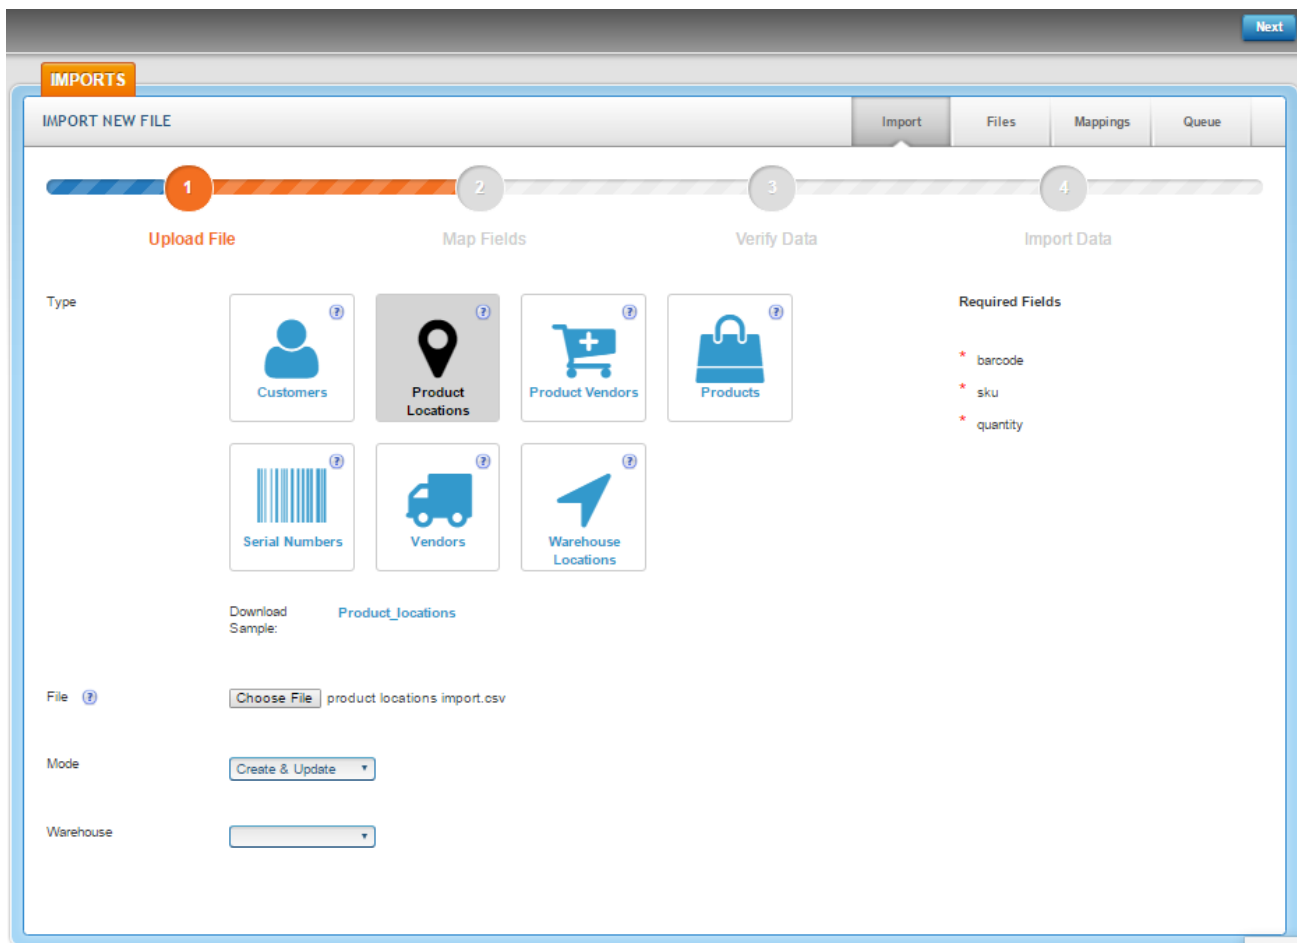 Next
IMPORTS
IMPORT NEW FILE
Import
Files
Mappings
Queue
1
2
3
4
Upload File
Map Fields
Verify Data
Import Data
Type
?
Customers
?
Product
Locations
?
Product Vendors
?
Products
Required Fields
* barcode
* sku
* quantity
?
Serial Numbers
?
Vendors
?
Warehouse
Locations
Download
Sample:
Product_locations
File ?
Choose File product locations import.csv
Mode
Create & Update
Warehouse